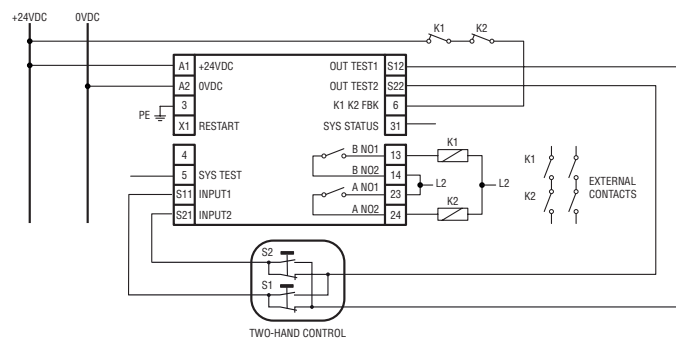 +24VDC 0VDC
K1 K2
A1 +24VDC OUT TEST1 S12
A2 0VDC OUT TEST2 S22
PE 3 K1 K2 FBK 6
X1 RESTART SYS STATUS 31
4 B NO1 13 K1
5 SYS TEST B NO2 14
S11 INPUT1 A NO1 23 L2 L2
S21 INPUT2 A NO2 24 K2
K1
K2
EXTERNAL
CONTACTS
S2
S1
TWO-HAND CONTROL